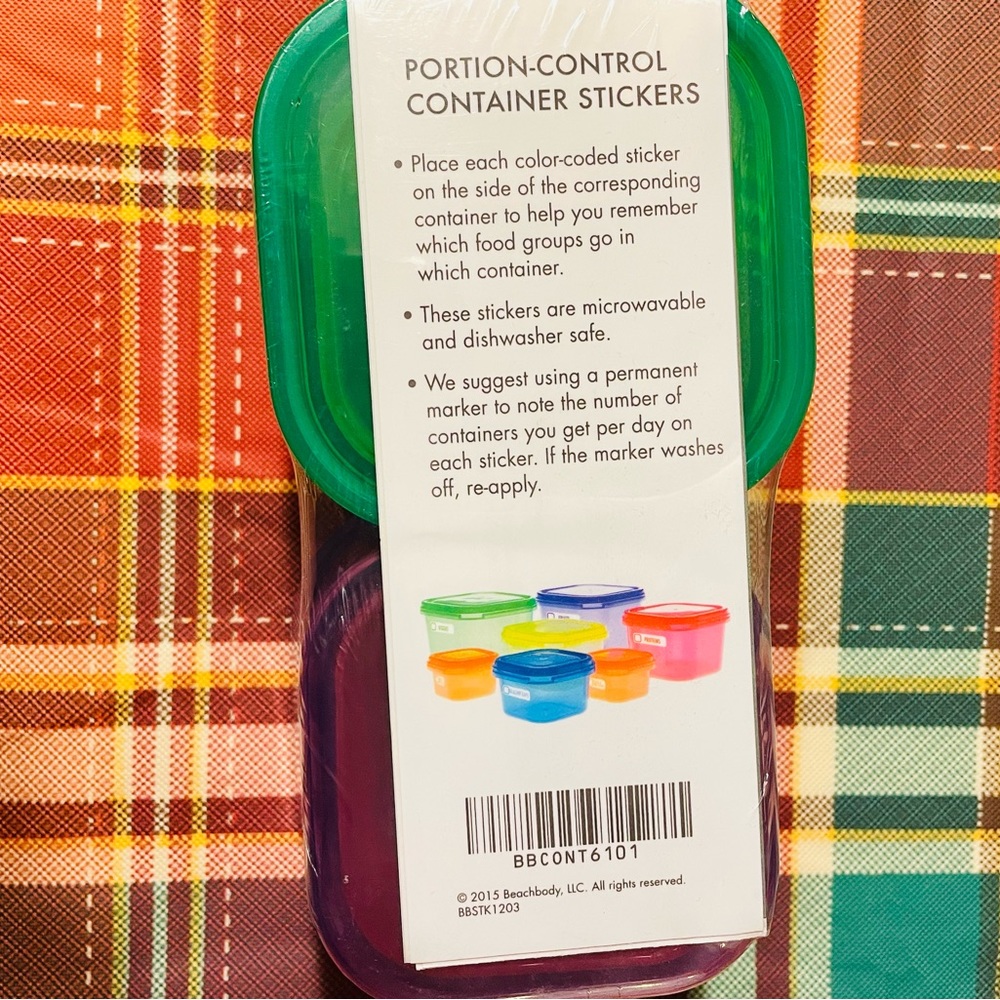 PORTION-CONTROL
CONTAINER STICKERS
• Place each color-coded sticker
on the side of the corresponding
container to help you remember
which food groups go in
which container.
• These stickers are microwavable
and dishwasher safe.
• We suggest using a permanent
marker to note the number of
containers you get per day on
each sticker. If the marker washes
off, re-apply.
BBCONT6101
© 2015 Beachbody, LLC. All rights reserved.
BBSTK1203